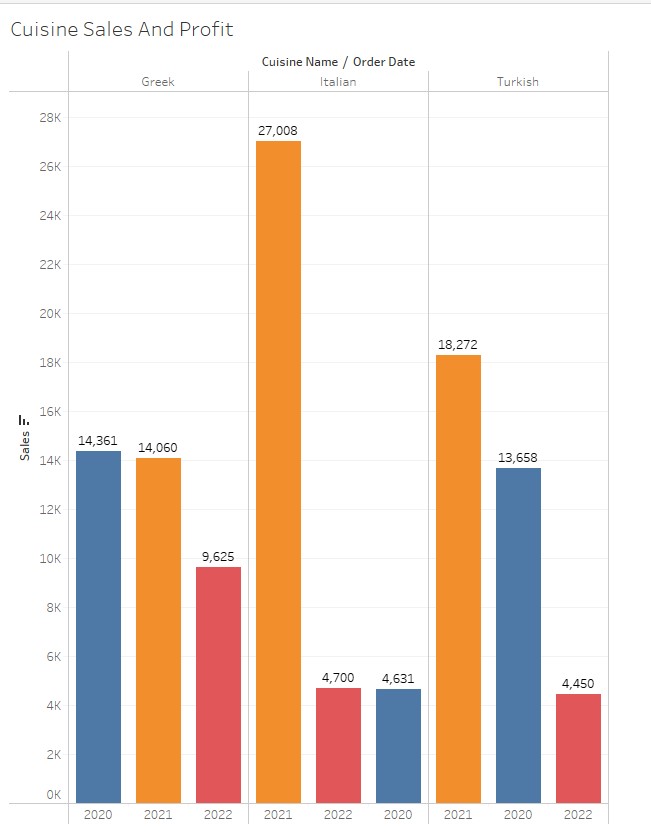 Cuisine Sales And Profit
Cuisine Name / Order Date
Greek Italian Turkish
28K
26K
24K
22K
20K
18K
16K
14K
12K
10K
8K
6K
4K
2K
0K
Sales
27,008
18,272
14,361
14,060
13,658
9,625
4,700
4,631
4,450
2020 2021 2022 2021 2022 2020 2021 2020 2022